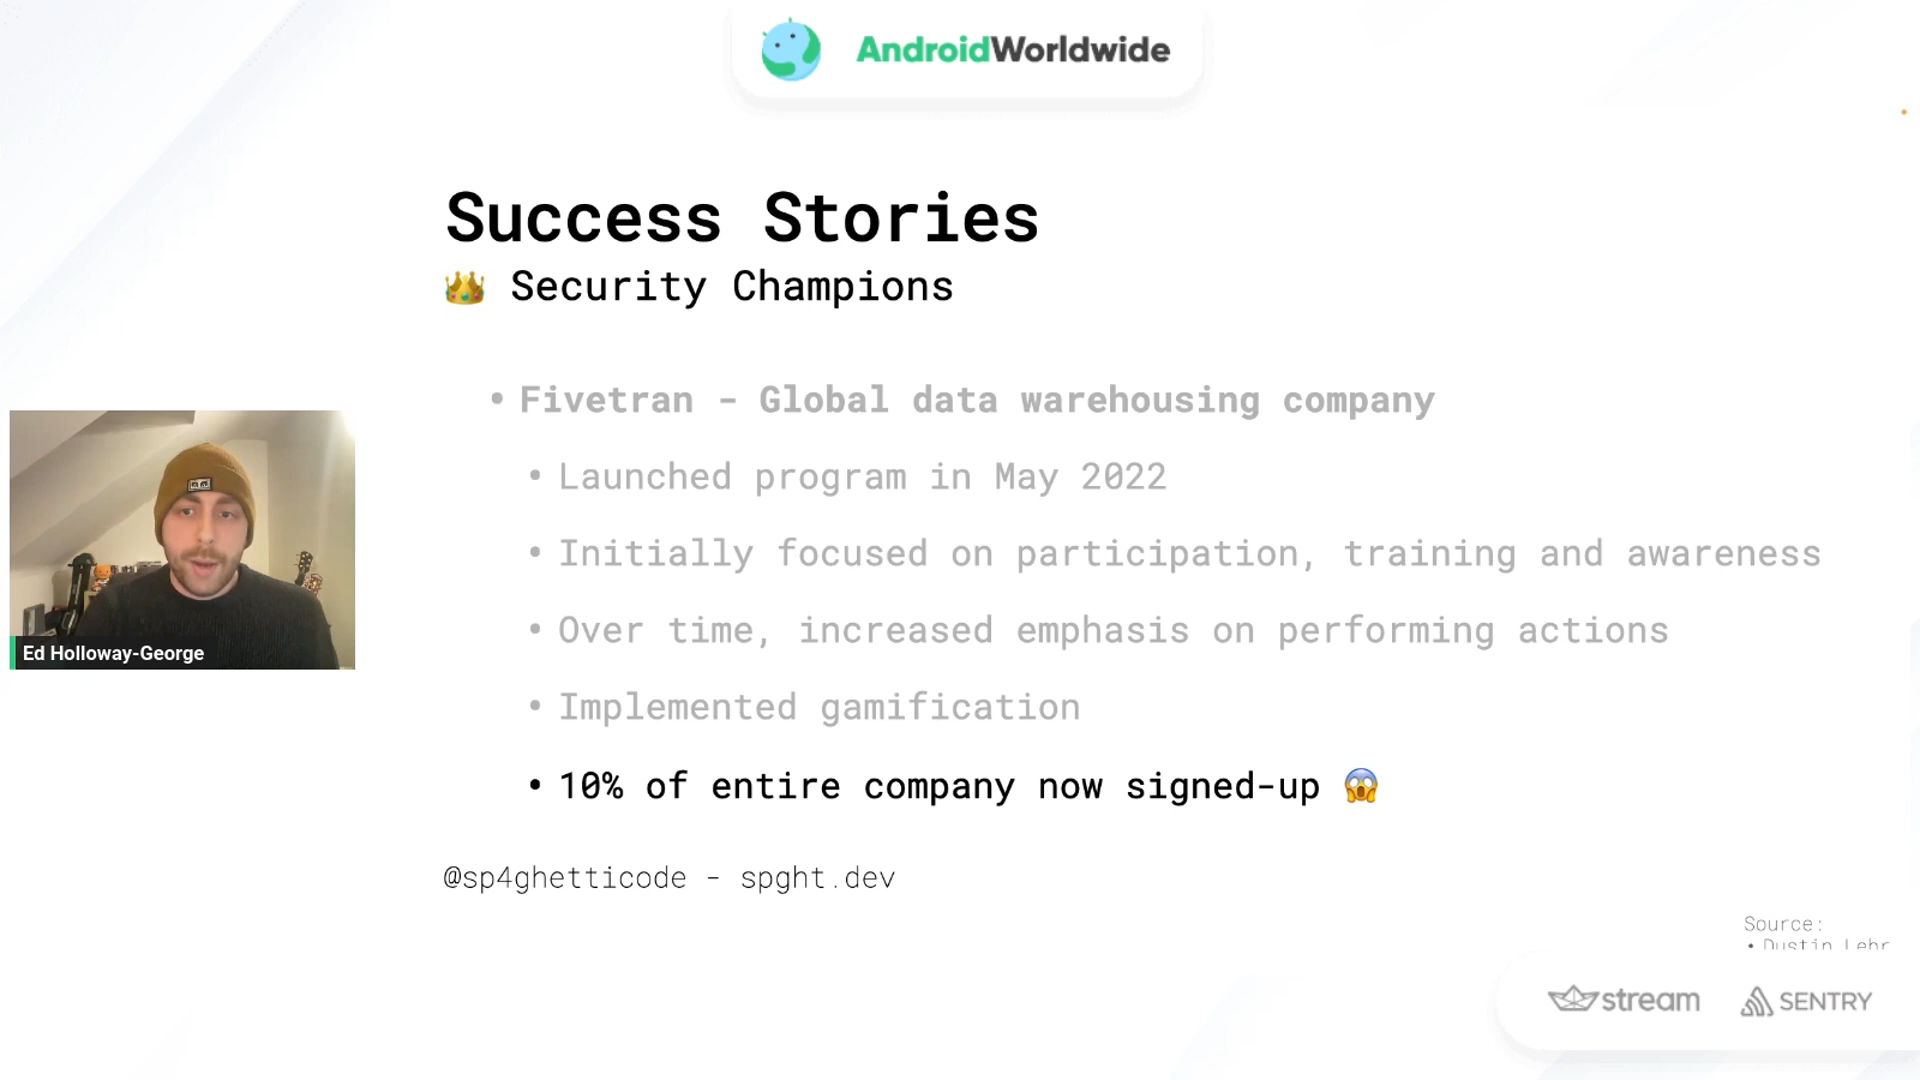 AndroidWorldwide
Success Stories
👑 Security Champions
• Fivetran - Global data warehousing company
• Launched program in May 2022
• Initially focused on participation, training and awareness
• Over time, increased emphasis on performing actions
• Implemented gamification
• 10% of entire company now signed-up 😱
Ed Holloway-George
@sp4ghetticode - spght.dev
Source:
• Dustin Lehr
stream
SENTRY